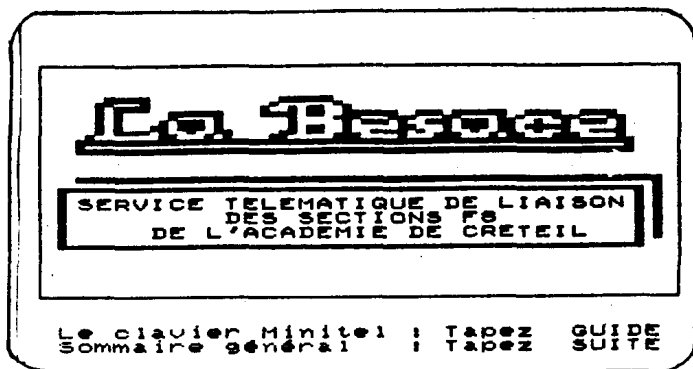 La Besace
SERVICE TELEMATIQUE DE LIAISON
DES SECTIONS F8
DE L'ACADEMIE DE CRETEIL
Le clavier Minitel : Tapez GUIDE
Sommaire général : Tapez SUITE